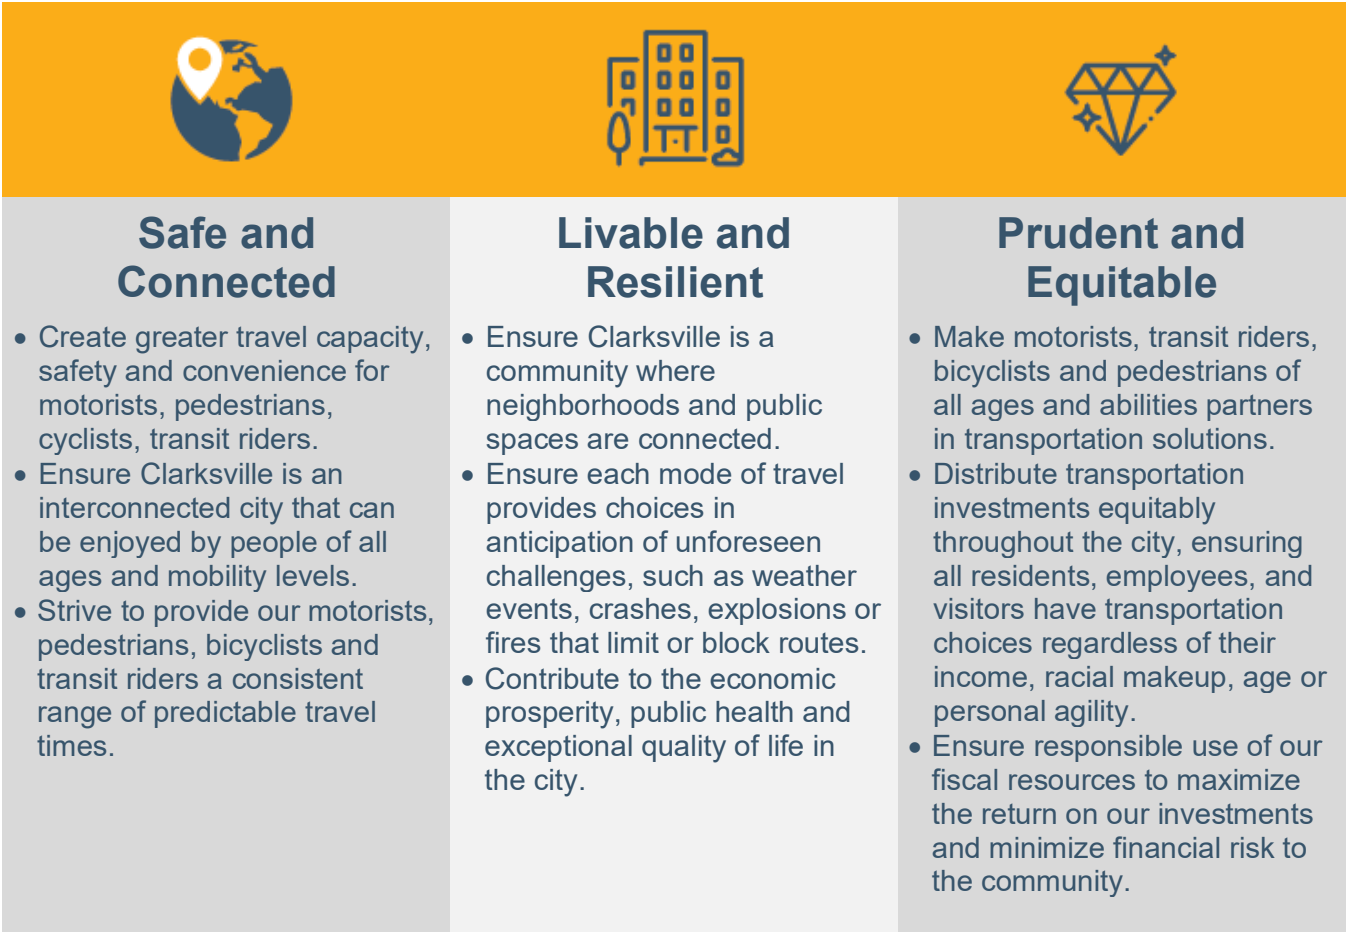 Safe and
Connected
• Create greater travel capacity,
safety and convenience for
motorists, pedestrians,
cyclists, transit riders.
• Ensure Clarksville is an
interconnected city that can
be enjoyed by people of all
ages and mobility levels.
• Strive to provide our motorists,
pedestrians, bicyclists and
transit riders a consistent
range of predictable travel
times.
Livable and
Resilient
• Ensure Clarksville is a
community where
neighborhoods and public
spaces are connected.
• Ensure each mode of travel
provides choices in
anticipation of unforeseen
challenges, such as weather
events, crashes, explosions or
fires that limit or block routes.
• Contribute to the economic
prosperity, public health and
exceptional quality of life in
the city.
Prudent and
Equitable
• Make motorists, transit riders,
bicyclists and pedestrians of
all ages and abilities partners
in transportation solutions.
• Distribute transportation
investments equitably
throughout the city, ensuring
all residents, employees, and
visitors have transportation
choices regardless of their
income, racial makeup, age or
personal agility.
• Ensure responsible use of our
fiscal resources to maximize
the return on our investments
and minimize financial risk to
the community.